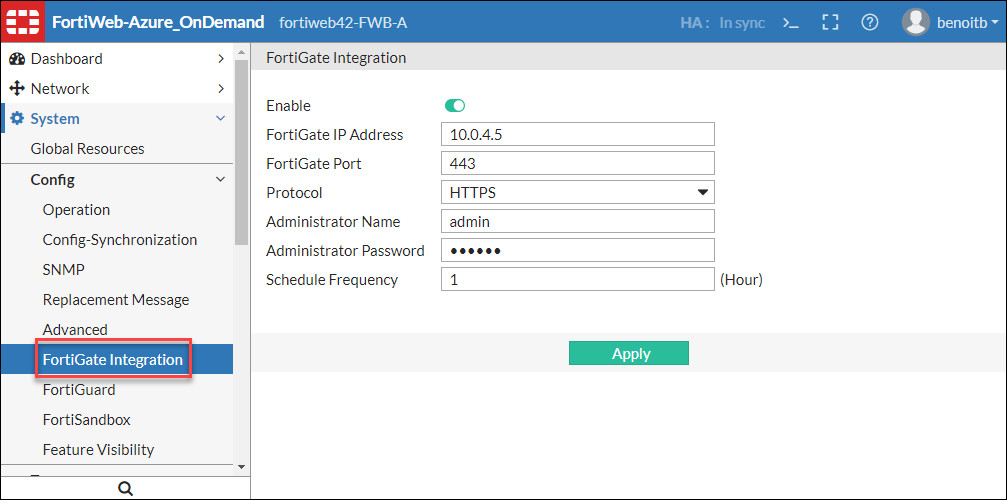 FortiWeb-Azure_OnDemand fortiweb42-FWB-A HA : In sync >_ benoitb
Dashboard
Network
System
Global Resources
Config
Operation
Config-Synchronization
SNMP
Replacement Message
Advanced
FortiGate Integration
FortiGuard
FortiSandbox
Feature Visibility
FortiGate Integration
Enable
FortiGate IP Address 10.0.4.5
FortiGate Port 443
Protocol HTTPS
Administrator Name admin
Administrator Password ••••••
Schedule Frequency 1 (Hour)
Apply